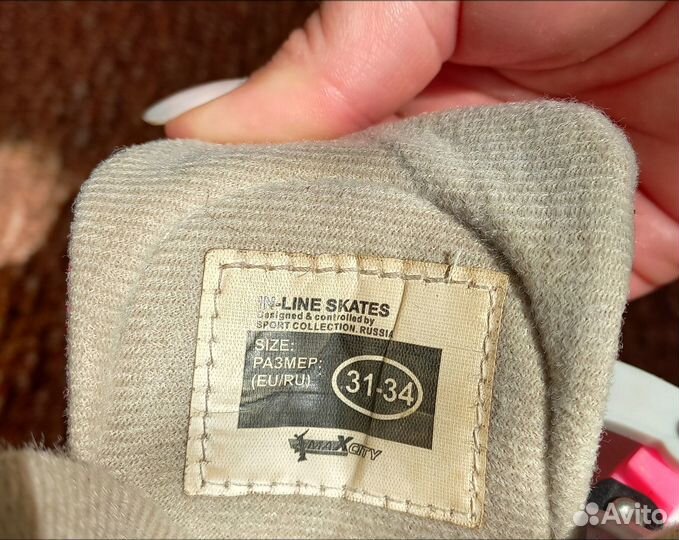 IN-LINE SKATES
Designed & controlled by
SPORT COLLECTION. RUSSIA
SIZE:
РАЗМЕР:
(EU/RU)
31-34
MAXCITY
Avito